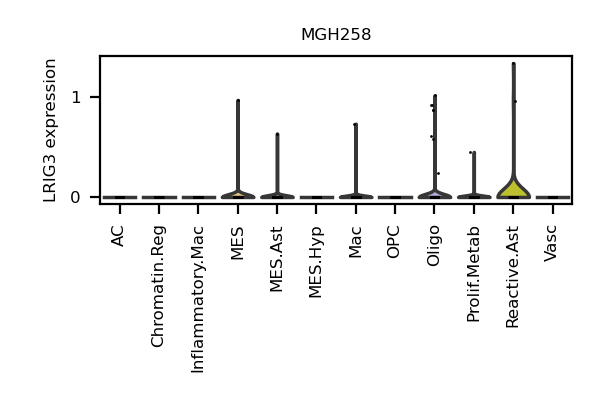 MGH258
LRIG3 expression
1
0
AC
Chromatin.Reg
Inflammatory.Mac
MES
MES.Ast
MES.Hyp
Mac
OPC
Oligo
Prolif.Metab
Reactive.Ast
Vasc